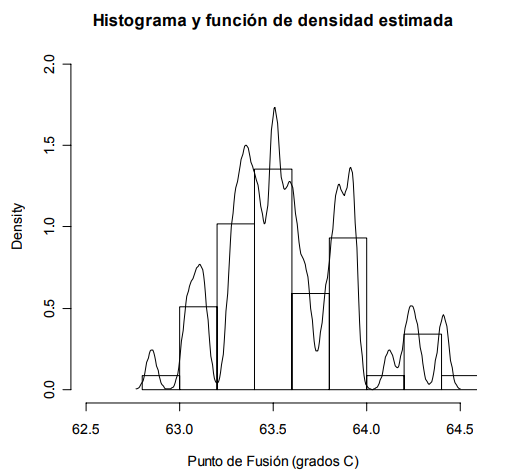 Histograma y función de densidad estimada
2.0
1.5
1.0
0.5
0.0
Density
62.5 63.0 63.5 64.0 64.5
Punto de Fusión (grados C)